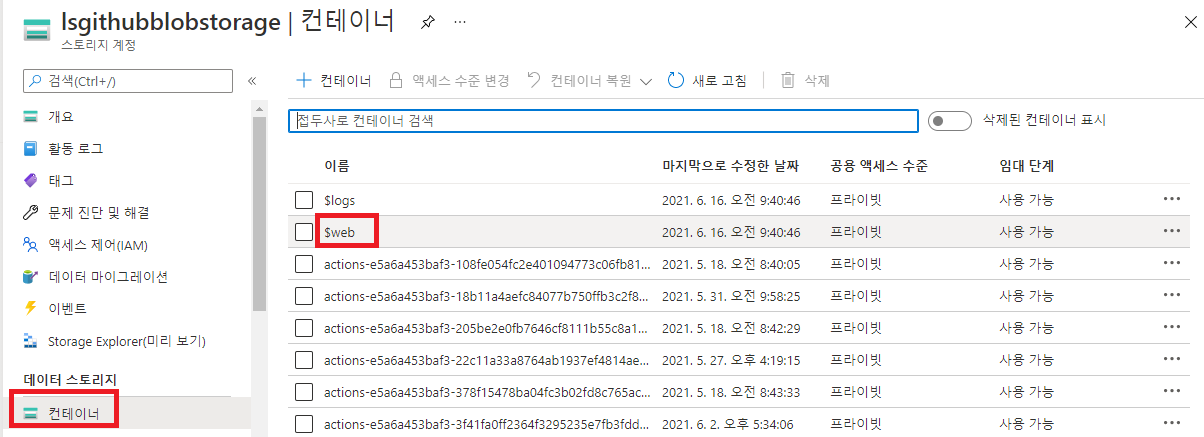 lsgithubblobstorage | 컨테이너 ...
스토리지 계정
검색(Ctrl+/)
개요
활동 로그
태그
문제 진단 및 해결
액세스 제어(IAM)
데이터 마이그레이션
이벤트
Storage Explorer(미리 보기)
데이터 스토리지
컨테이너
컨테이너 액세스 수준 변경 컨테이너 복원 새로 고침 삭제
접두사로 컨테이너 검색 삭제된 컨테이너 표시
이름 마지막으로 수정한 날짜 공용 액세스 수준 임대 단계
$logs 2021. 6. 16. 오전 9:40:46 프라이빗 사용 가능 ...
$web 2021. 6. 16. 오전 9:40:46 프라이빗 사용 가능 ...
actions-e5a6a453baf3-108fe054fc2e401094773c06fb81... 2021. 5. 18. 오전 8:40:05 프라이빗 사용 가능 ...
actions-e5a6a453baf3-18b11a4aefc84077b750ffb3c2f8... 2021. 5. 31. 오전 9:58:25 프라이빗 사용 가능 ...
actions-e5a6a453baf3-205be2e0fb7646cf8111b55c8a1... 2021. 5. 18. 오전 8:42:29 프라이빗 사용 가능 ...
actions-e5a6a453baf3-22c11a33a8764ab1937ef4814ae... 2021. 5. 27. 오후 4:19:15 프라이빗 사용 가능 ...
actions-e5a6a453baf3-378f15478ba04fc3b02fd8c765ac... 2021. 5. 18. 오전 8:43:33 프라이빗 사용 가능 ...
actions-e5a6a453baf3-3f41fa0ff2364f3295235e7fb3fdd... 2021. 6. 2. 오후 5:34:06 프라이빗 사용 가능 ...